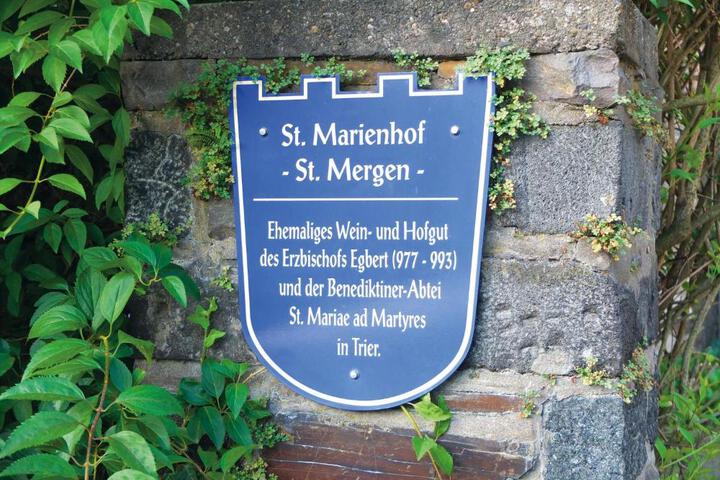 St. Marienhof
- St. Mergen -
Ehemaliges Wein- und Hofgut
des Erzbischofs Egbert (977 - 993)
und der Benediktiner-Abtei
St. Mariae ad Martyres
in Trier.